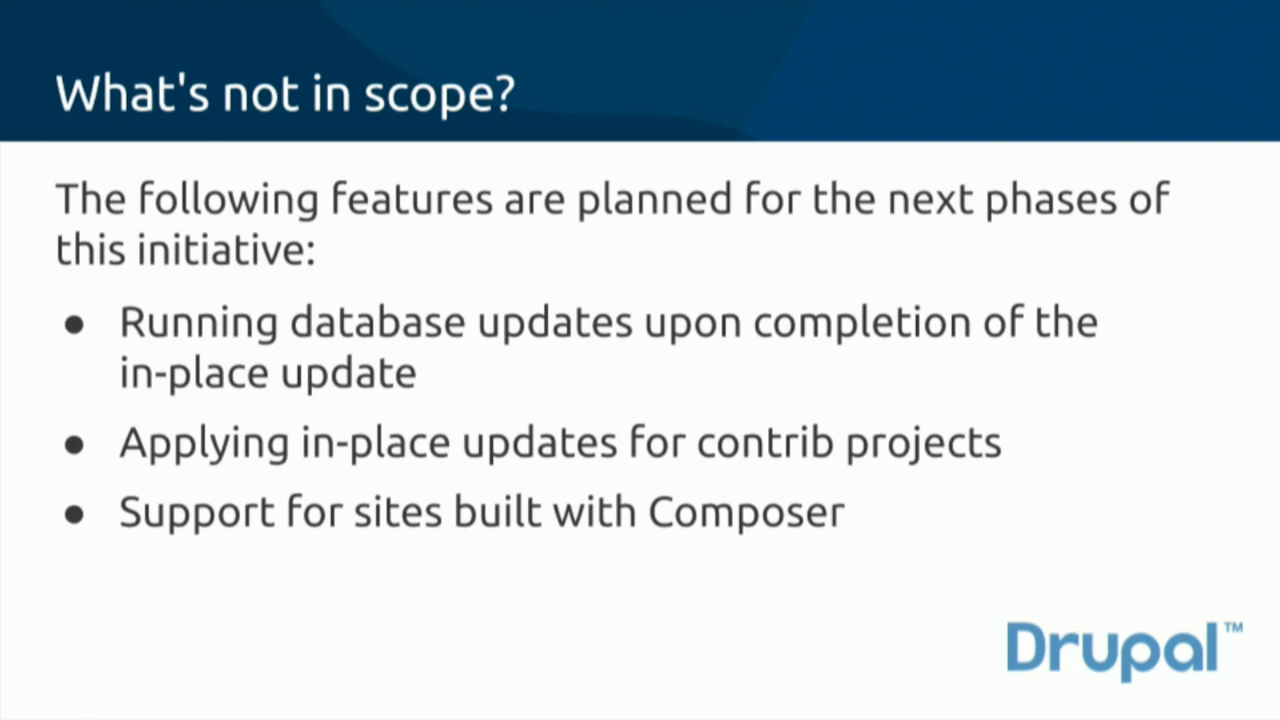 What's not in scope?
The following features are planned for the next phases of
this initiative:
● Running database updates upon completion of the
in-place update
● Applying in-place updates for contrib projects
● Support for sites built with Composer
Drupal™